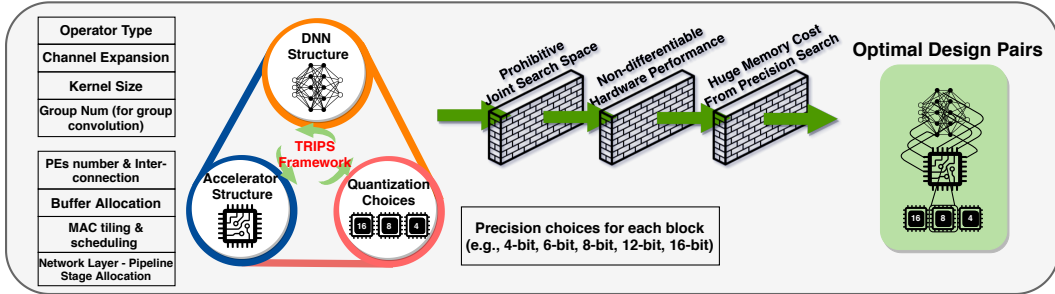 Operator Type
Channel Expansion
Kernel Size
Group Num (for group
convolution)
PEs number & Inter-
connection
Buffer Allocation
MAC tiling &
scheduling
Network Layer - Pipeline
Stage Allocation
DNN
Structure
TRIPS
Framework
Accelerator
Structure
Quantization
Choices
16 8 4
Prohibitive
Joint Search Space
Non-differentiable
Hardware Performance
Huge Memory Cost
From Precision Search
Precision choices for each block
(e.g., 4-bit, 6-bit, 8-bit, 12-bit, 16-bit)
Optimal Design Pairs
16 8 4